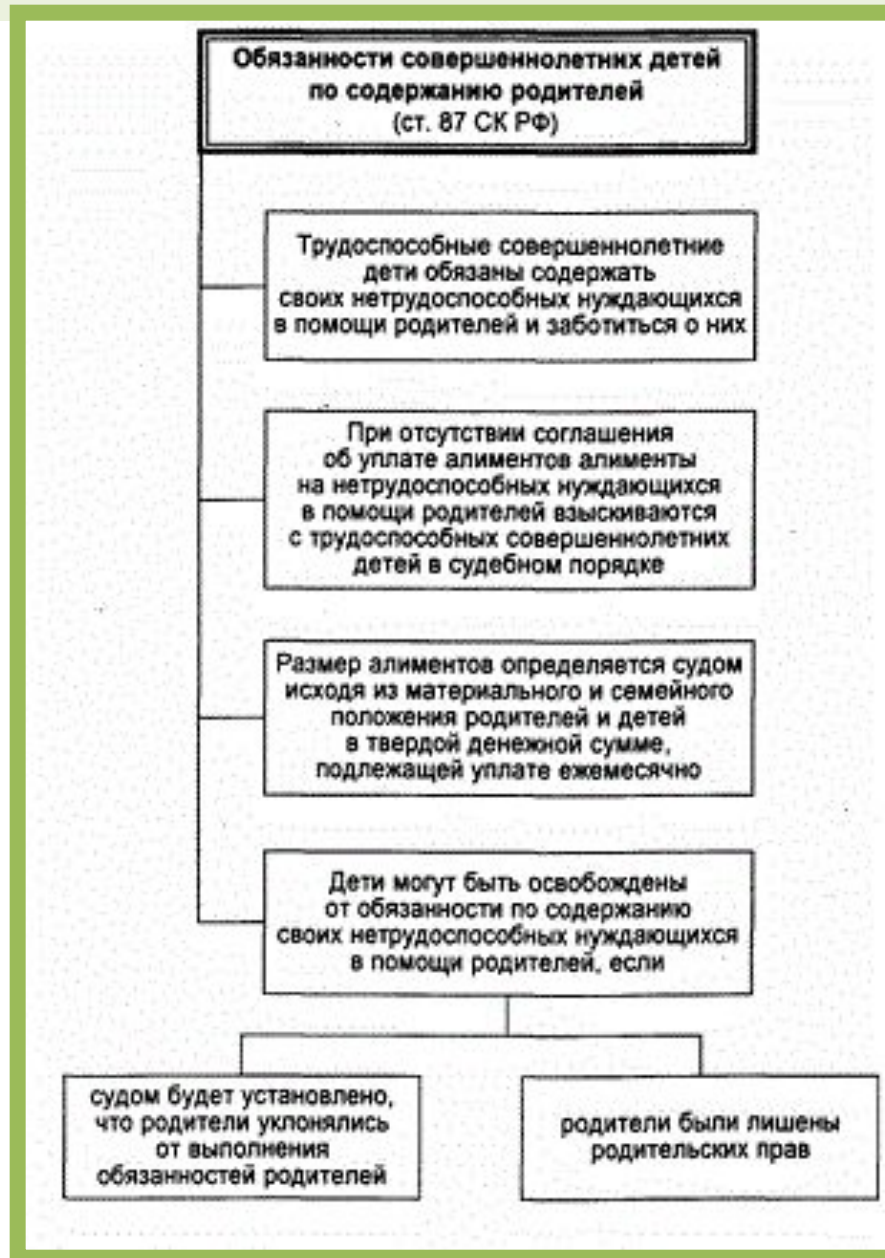 Обязанности совершеннолетних детей
по содержанию родителей
(ст. 87 СК РФ)
Трудоспособные совершеннолетние
дети обязаны содержать
своих нетрудоспособных нуждающихся
в помощи родителей и заботиться о них
При отсутствии соглашения
об уплате алиментов алименты
на нетрудоспособных нуждающихся
в помощи родителей взыскиваются
с трудоспособных совершеннолетних
детей в судебном порядке
Размер алиментов определяется судом
исходя из материального и семейного
положения родителей и детей
в твердой денежной сумме,
подлежащей уплате ежемесячно
Дети могут быть освобождены
от обязанности по содержанию
своих нетрудоспособных нуждающихся
в помощи родителей, если
судом будет установлено,
что родители уклонялись
от выполнения
обязанностей родителей
родители были лишены
родительских прав